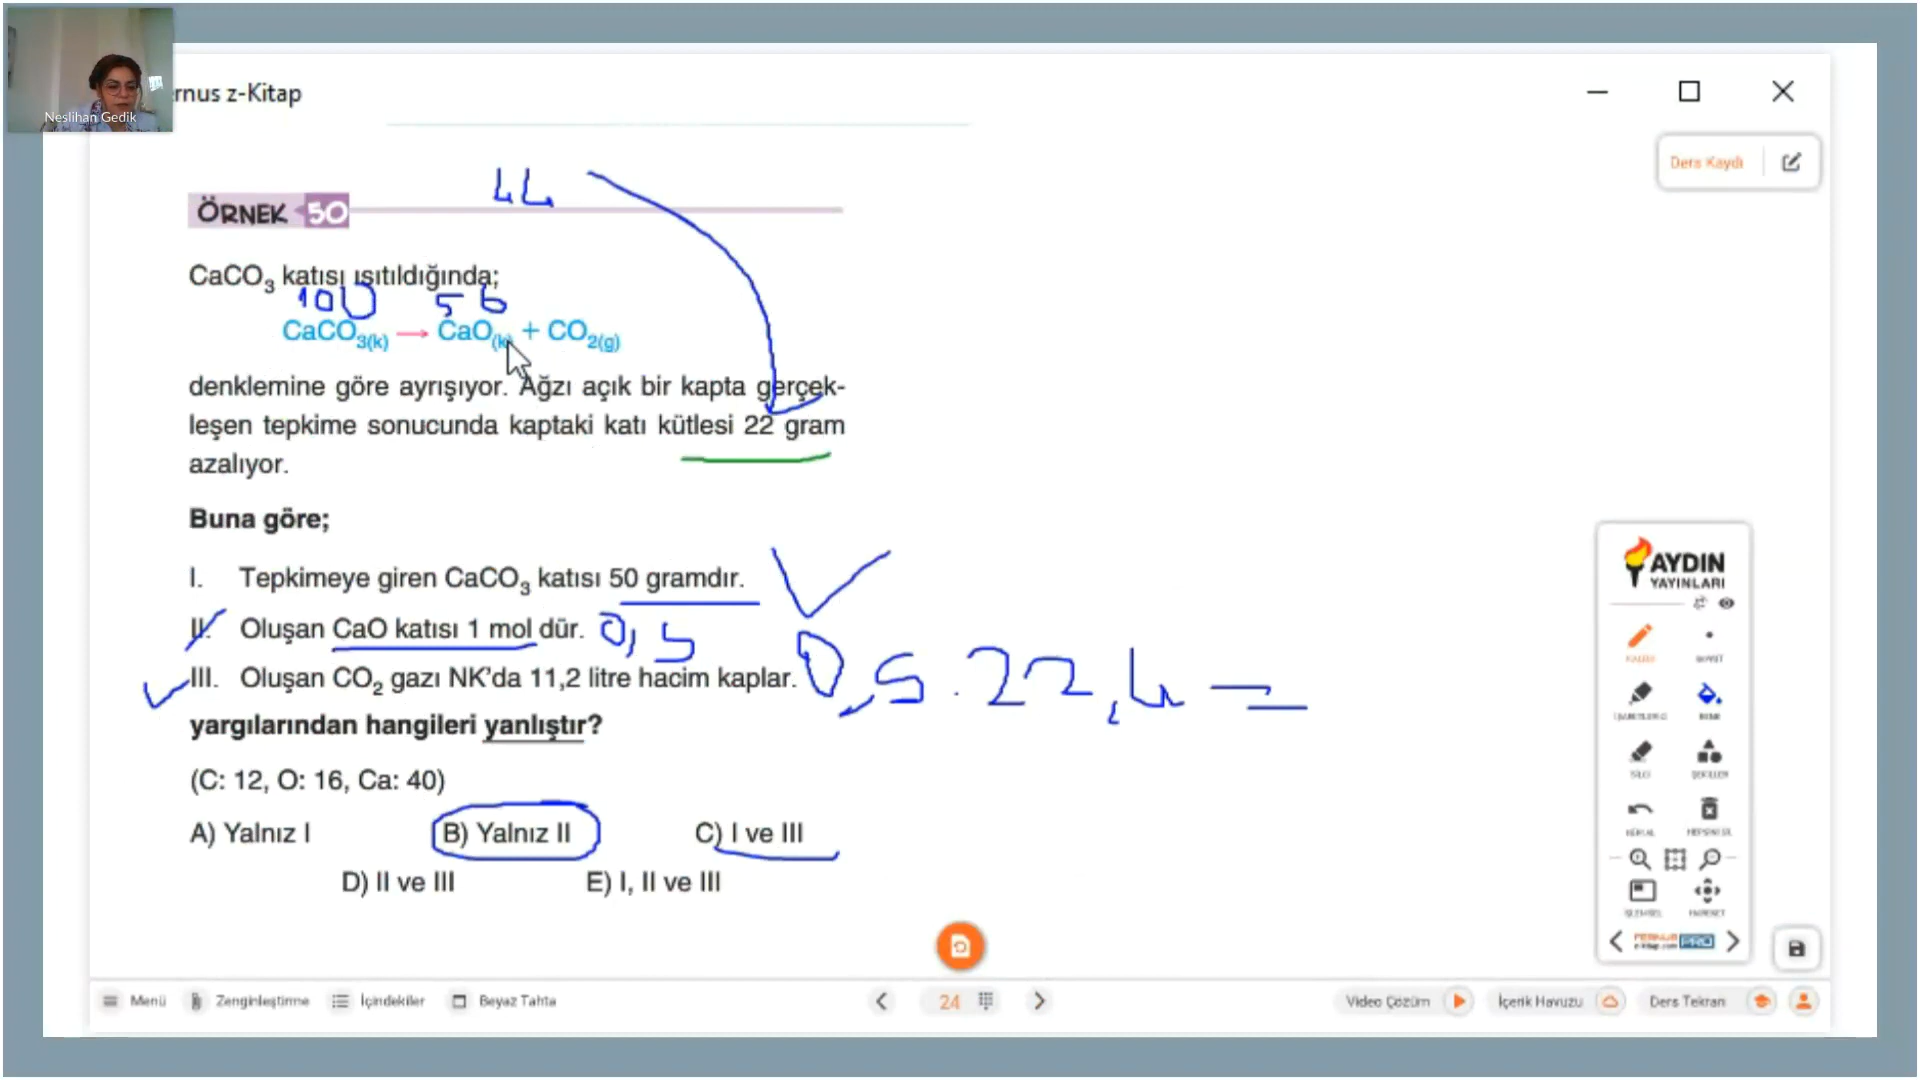 Neslihan Gedik
ernus z-Kitap
Ders Kaydı
44
ÖRNEK 50
CaCO3 katısı ısıtıldığında;
100 56
CaCO3(k) → CaO(k) + CO2(g)
denklemine göre ayrışıyor. Ağzı açık bir kapta gerçek-
leşen tepkime sonucunda kaptaki katı kütlesi 22 gram
azalıyor.
Buna göre;
I. Tepkimeye giren CaCO3 katısı 50 gramdır.
II. Oluşan CaO katısı 1 mol dür. 0,5
III. Oluşan CO2 gazı NK'da 11,2 litre hacim kaplar. 0,5.22,4 =
yargılarından hangileri yanlıştır?
(C: 12, O: 16, Ca: 40)
A) Yalnız I B) Yalnız II C) I ve III
D) II ve III E) I, II ve III
AYDIN
YAYINLARI
PRO
Menü Zenginleştirme İçindekiler Beyaz Tahta 24 Video Çözüm İçerik Havuzu Ders Tekrarı